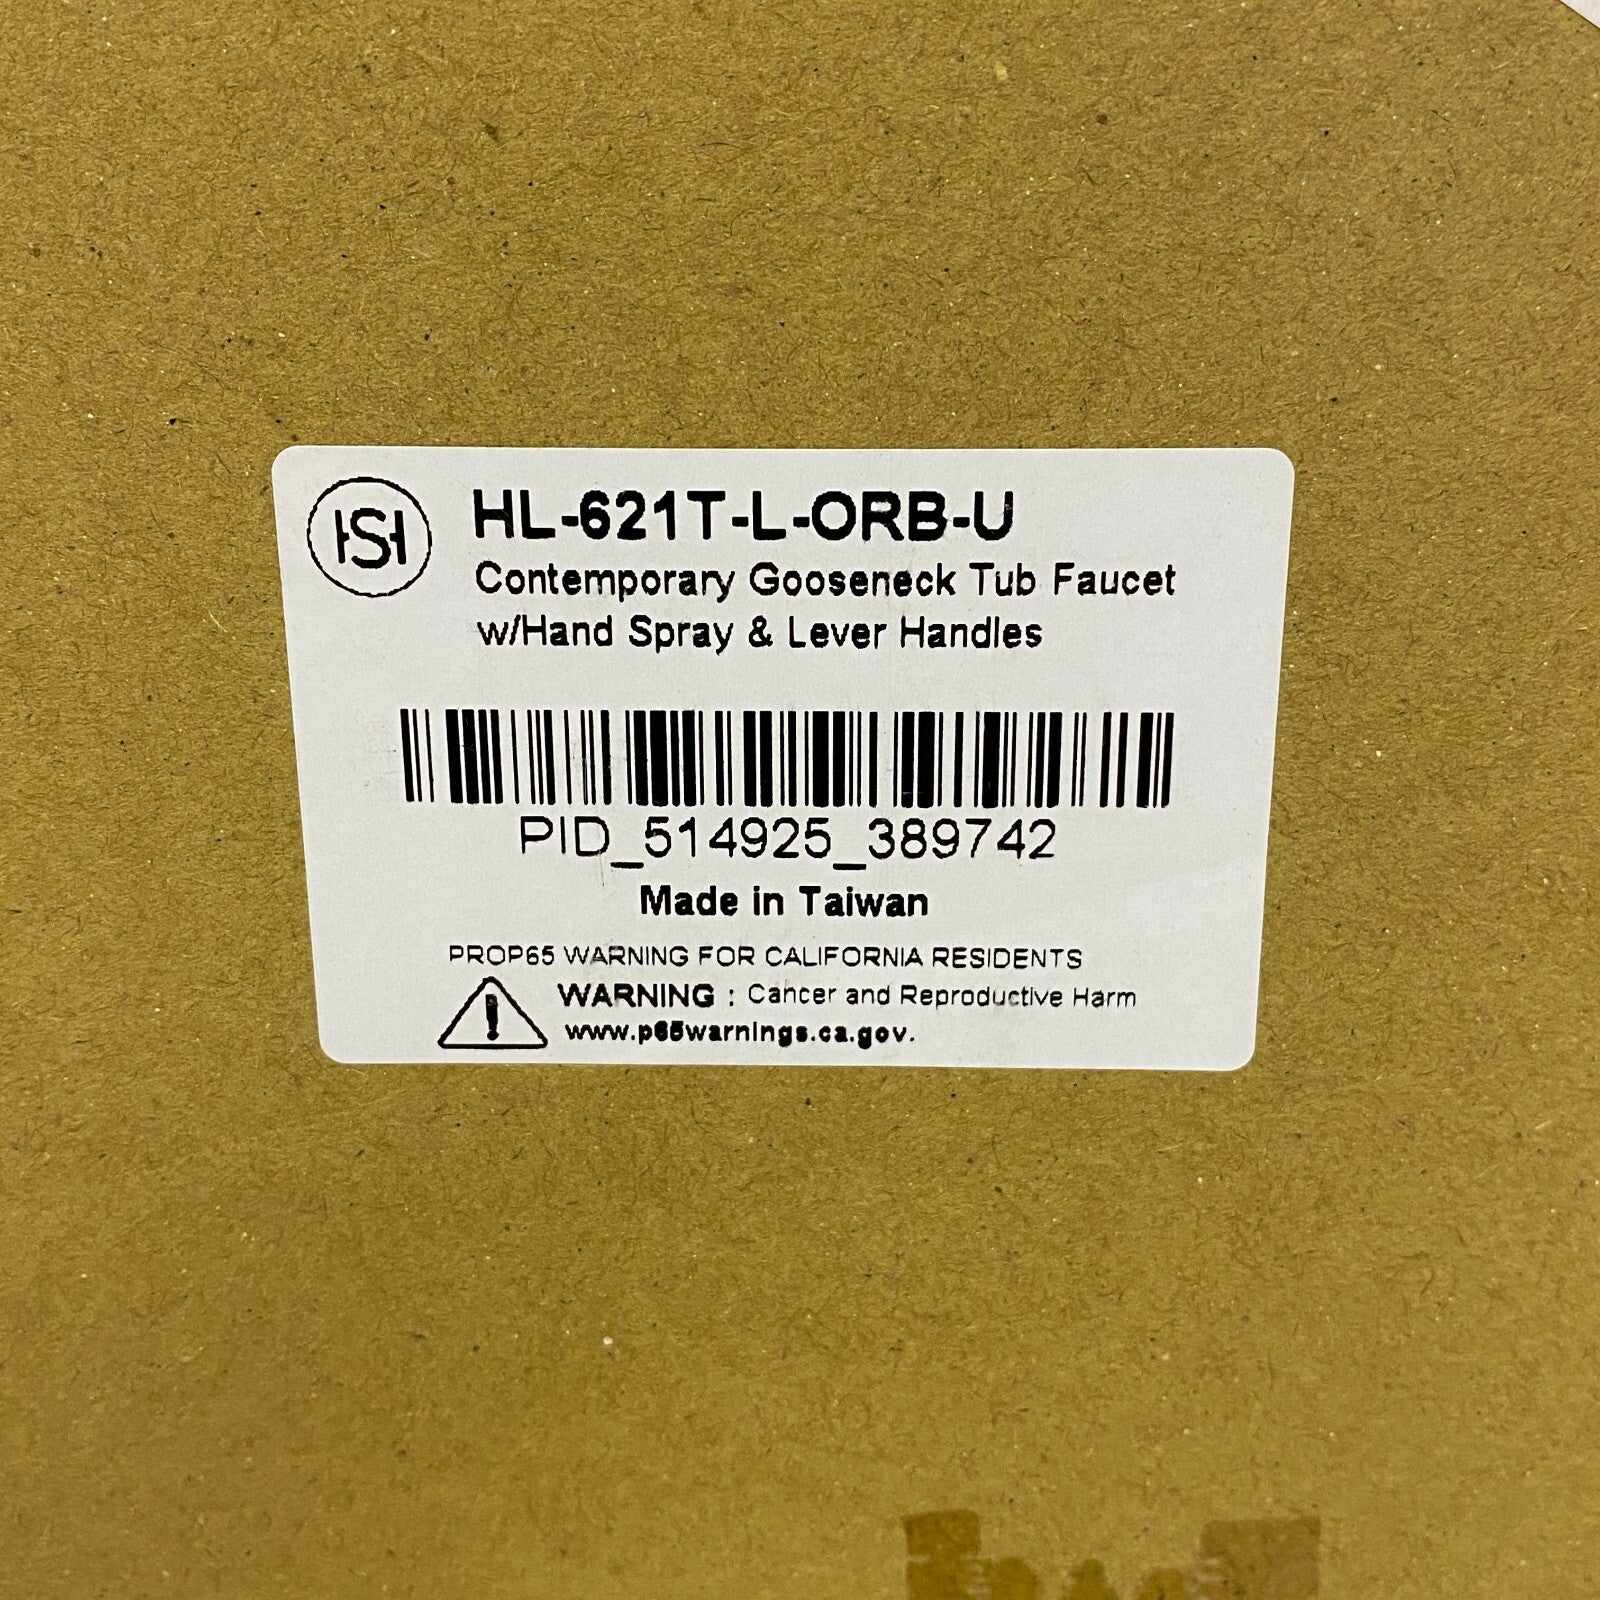 HSH
HL-621T-L-ORB-U
Contemporary Gooseneck Tub Faucet
w/Hand Spray & Lever Handles
PID_514925_389742
Made in Taiwan
PROP65 WARNING FOR CALIFORNIA RESIDENTS
WARNING : Cancer and Reproductive Harm
www.p65warnings.ca.gov.